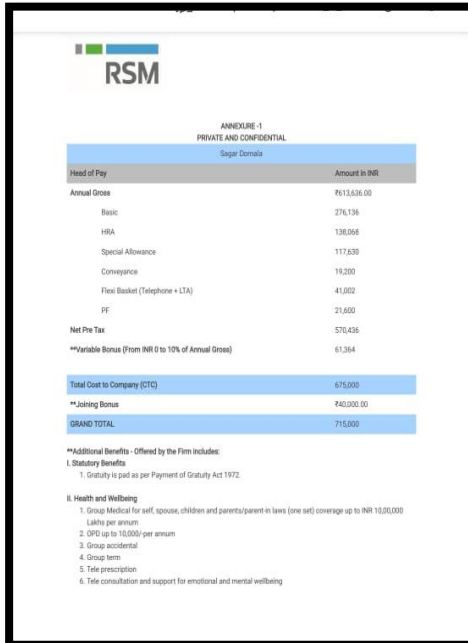 RSM
ANNEXURE -1
PRIVATE AND CONFIDENTIAL
Sagar Domala
Head of Pay Amount in INR
Annual Gross ₹613,636.00
Basic 276,136
HRA 138,068
Special Allowance 117,630
Conveyance 19,200
Flexi Basket (Telephone + LTA) 41,002
PF 21,600
Net Pre Tax 570,436
**Variable Bonus (From INR 0 to 10% of Annual Gross) 61,364
Total Cost to Company (CTC) 675,000
**Joining Bonus ₹40,000.00
GRAND TOTAL 715,000
**Additional Benefits - Offered by the Firm includes:
I. Statutory Benefits
1. Gratuity is pad as per Payment of Gratuity Act 1972.
II. Health and Wellbeing
1. Group Medical for self, spouse, children and parents/parent-in laws (one set) coverage up to INR 10,00,000
Lakhs per annum
2. OPD up to 10,000/-per annum
3. Group accidental
4. Group term
5. Tele prescription
6. Tele consultation and support for emotional and mental wellbeing